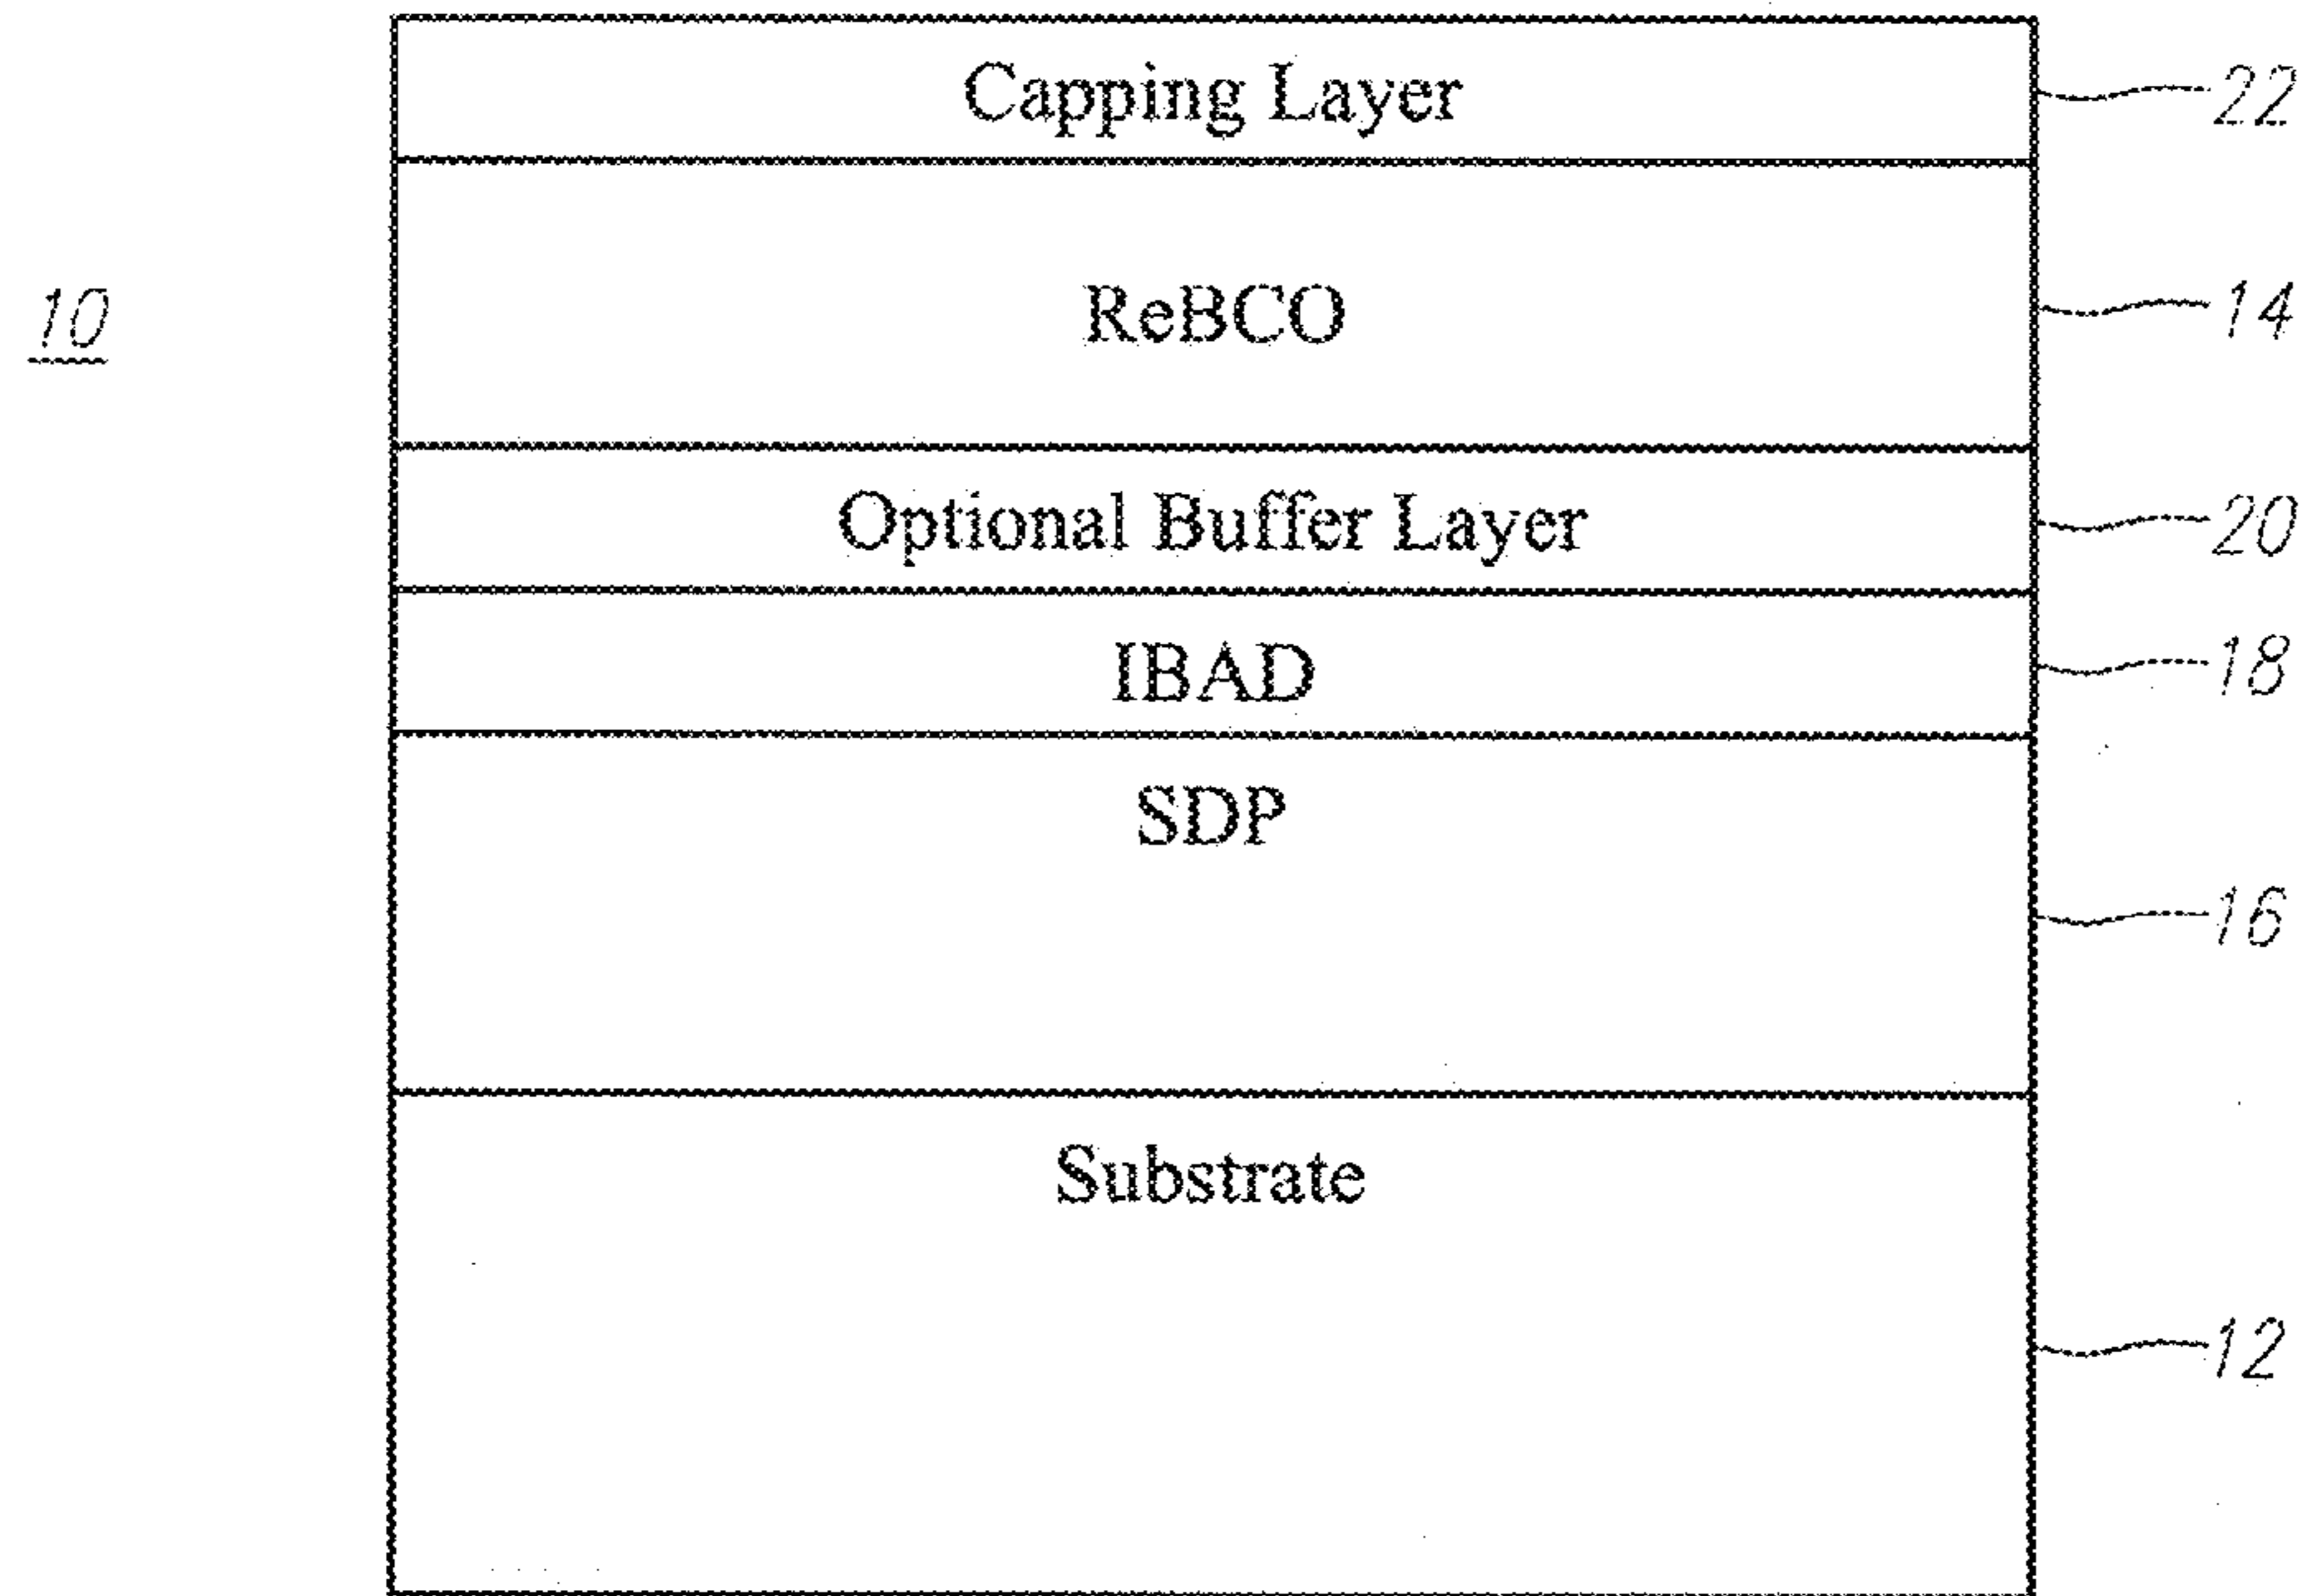 Capping Layer 22
10 ReBCO 14
Optional Buffer Layer 20
IBAD 18
SDP
16
Substrate
12